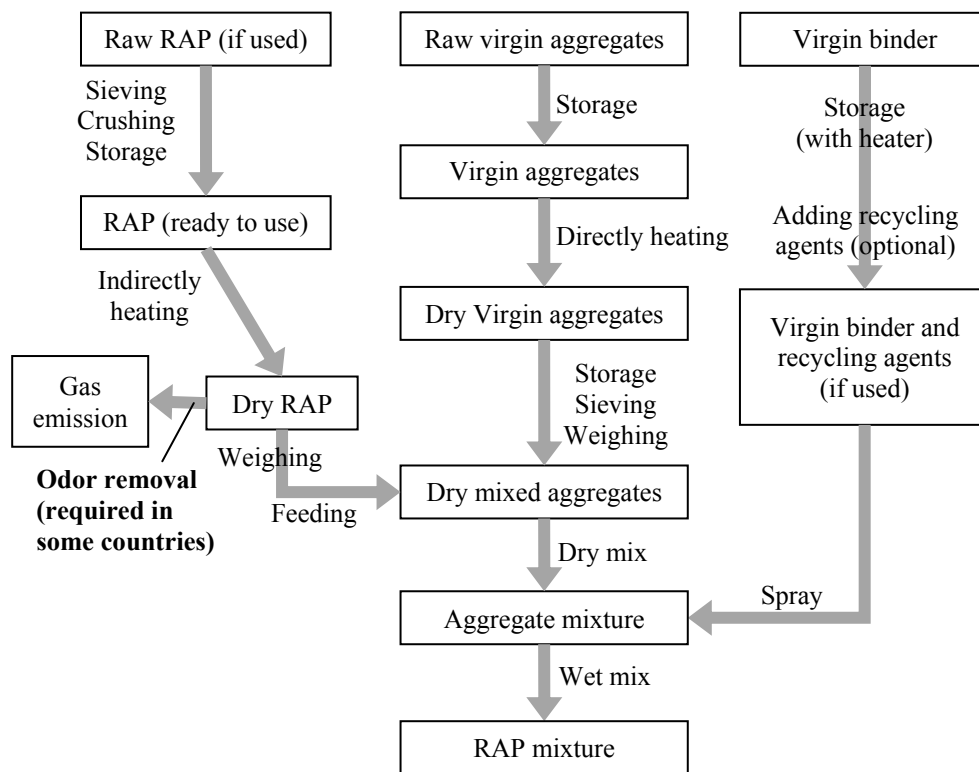 Raw RAP (if used)
Raw virgin aggregates
Virgin binder
Sieving
Crushing
Storage
Storage
Storage
(with heater)
Virgin aggregates
RAP (ready to use)
Directly heating
Adding recycling
agents (optional)
Indirectly
heating
Dry Virgin aggregates
Virgin binder and
recycling agents
(if used)
Gas
emission
Dry RAP
Storage
Sieving
Weighing
Weighing
Odor removal
(required in
some countries)
Feeding
Dry mixed aggregates
Dry mix
Spray
Aggregate mixture
Wet mix
RAP mixture